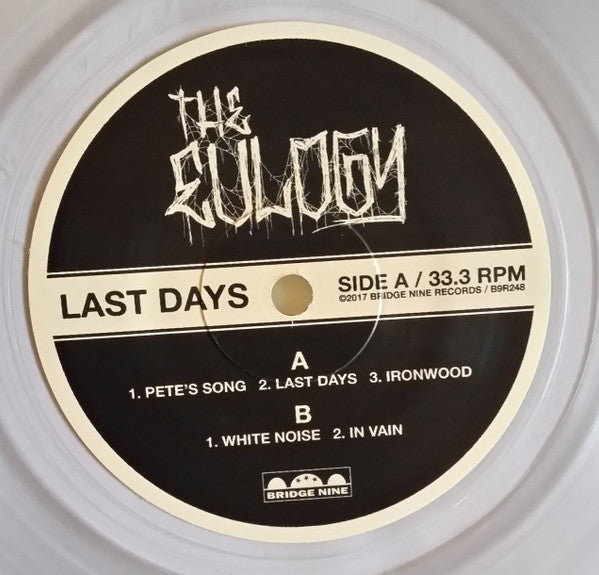 THE
EULOGY
LAST DAYS
SIDE A / 33.3 RPM
©2017 BRIDGE NINE RECORDS / B9R248
A
1. PETE'S SONG 2. LAST DAYS 3. IRONWOOD
B
1. WHITE NOISE 2. IN VAIN
BRIDGE NINE